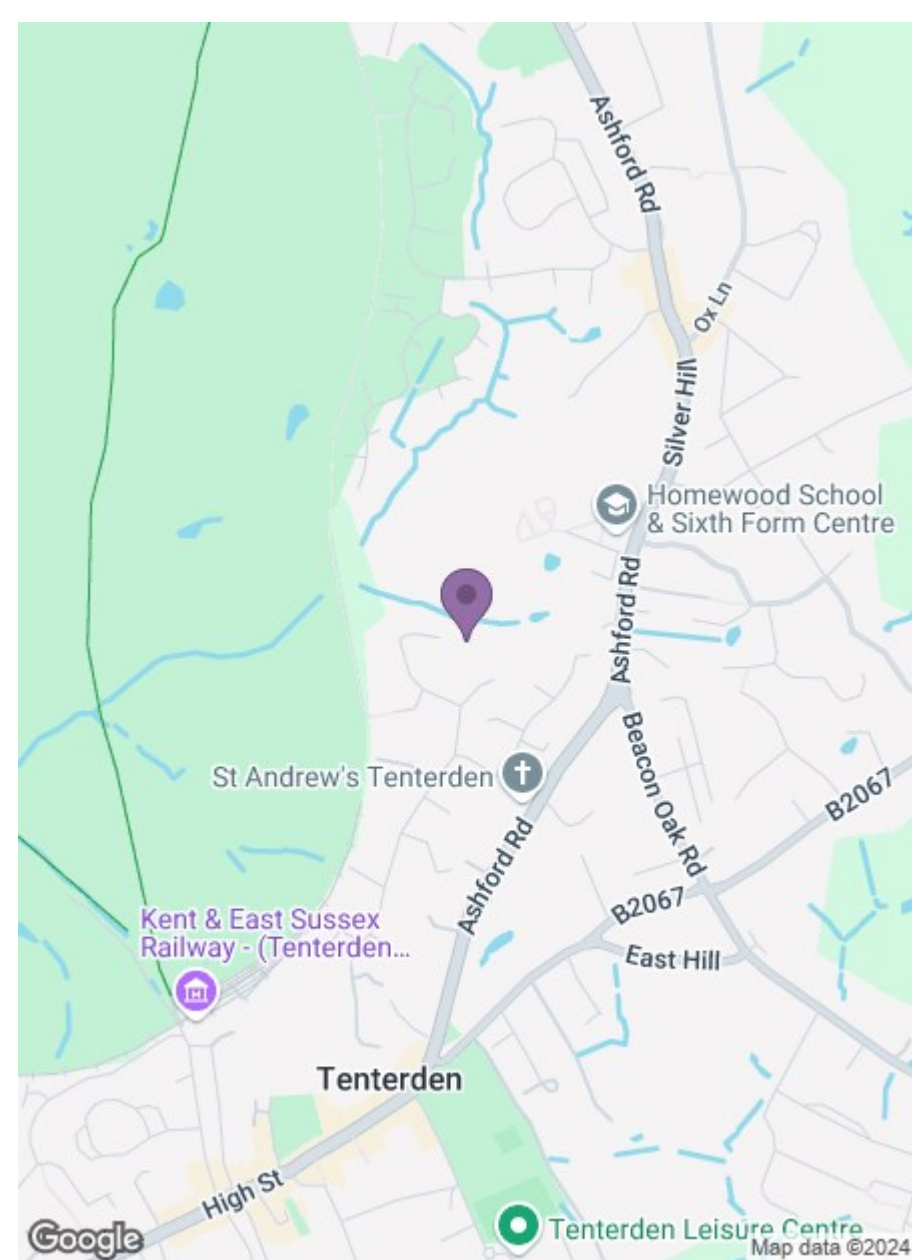 Ashford Rd
Ox Ln
Silver Hill
Homewood School
& Sixth Form Centre
Ashford Rd
Beacon Oak Rd
St Andrew's Tenterden
B2067
Ashford Rd
B2067
Kent & East Sussex
Railway - (Tenterden...
East Hill
Tenterden
High St
Tenterden Leisure Centre
Google
Map data ©2024